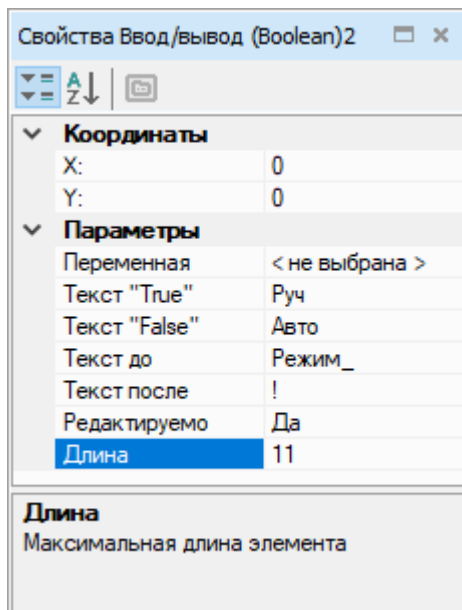 Свойства Ввод/вывод (Boolean)2
A
Z
Координаты
X: 0
Y: 0
Параметры
Переменная < не выбрана >
Текст "True" Руч
Текст "False" Авто
Текст до Режим_
Текст после !
Редактируемо Да
Длина 11
Длина
Максимальная длина элемента